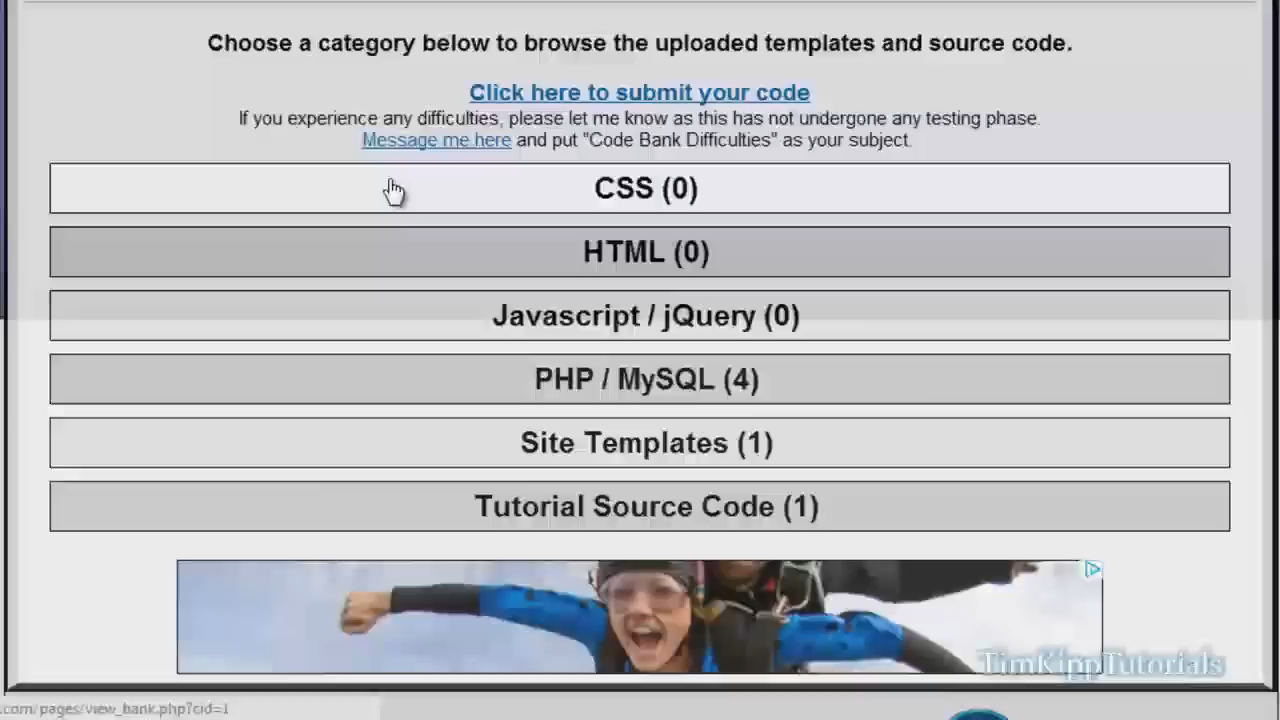 Choose a category below to browse the uploaded templates and source code.
Click here to submit your code
If you experience any difficulties, please let me know as this has not undergone any testing phase.
Message me here and put "Code Bank Difficulties" as your subject.
CSS (0)
HTML (0)
Javascript / jQuery (0)
PHP / MySQL (4)
Site Templates (1)
Tutorial Source Code (1)
TimKippTutorials
.com/pages/view_bank.php?cid=1